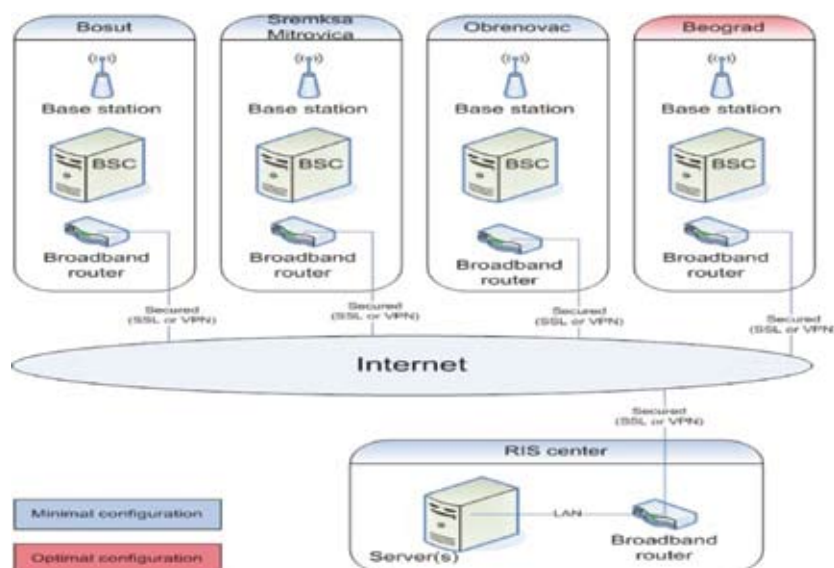 Bosut
Sremksa
Mitrovica
Obrenovac
Beograd
Base station
Base station
Base station
Base station
BSC
BSC
BSC
BSC
Broadband
router
Broadband
router
Broadband
router
Broadband
router
Secured
(SSL or VPN)
Secured
(SSL or VPN)
Secured
(SSL or VPN)
Secured
(SSL or VPN)
Internet
Secured
(SSL or VPN)
RIS center
LAN
Server(s)
Broadband
router
Minimal configuration
Optimal configuration